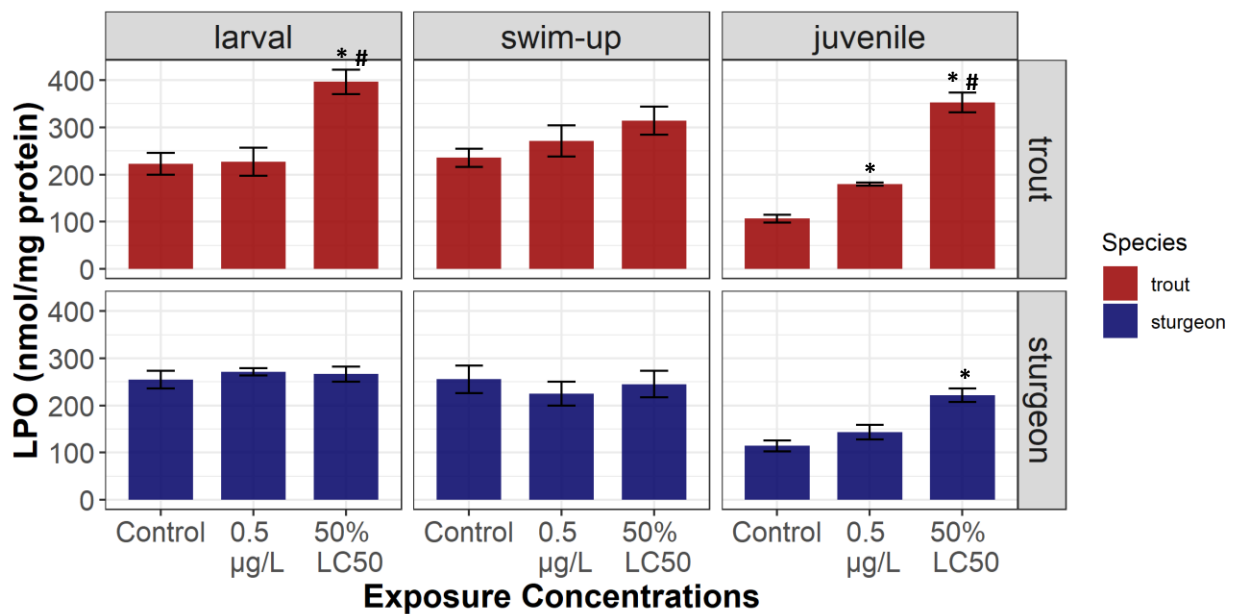 larval swim-up juvenile
* #
* #
*
400
300
200
100
0
trout
400
300
200
100
0
*
sturgeon
LPO (nmol/mg protein)
Control 0.5 µg/L 50% LC50
Control 0.5 µg/L 50% LC50
Control 0.5 µg/L 50% LC50
Exposure Concentrations
Species
trout
sturgeon